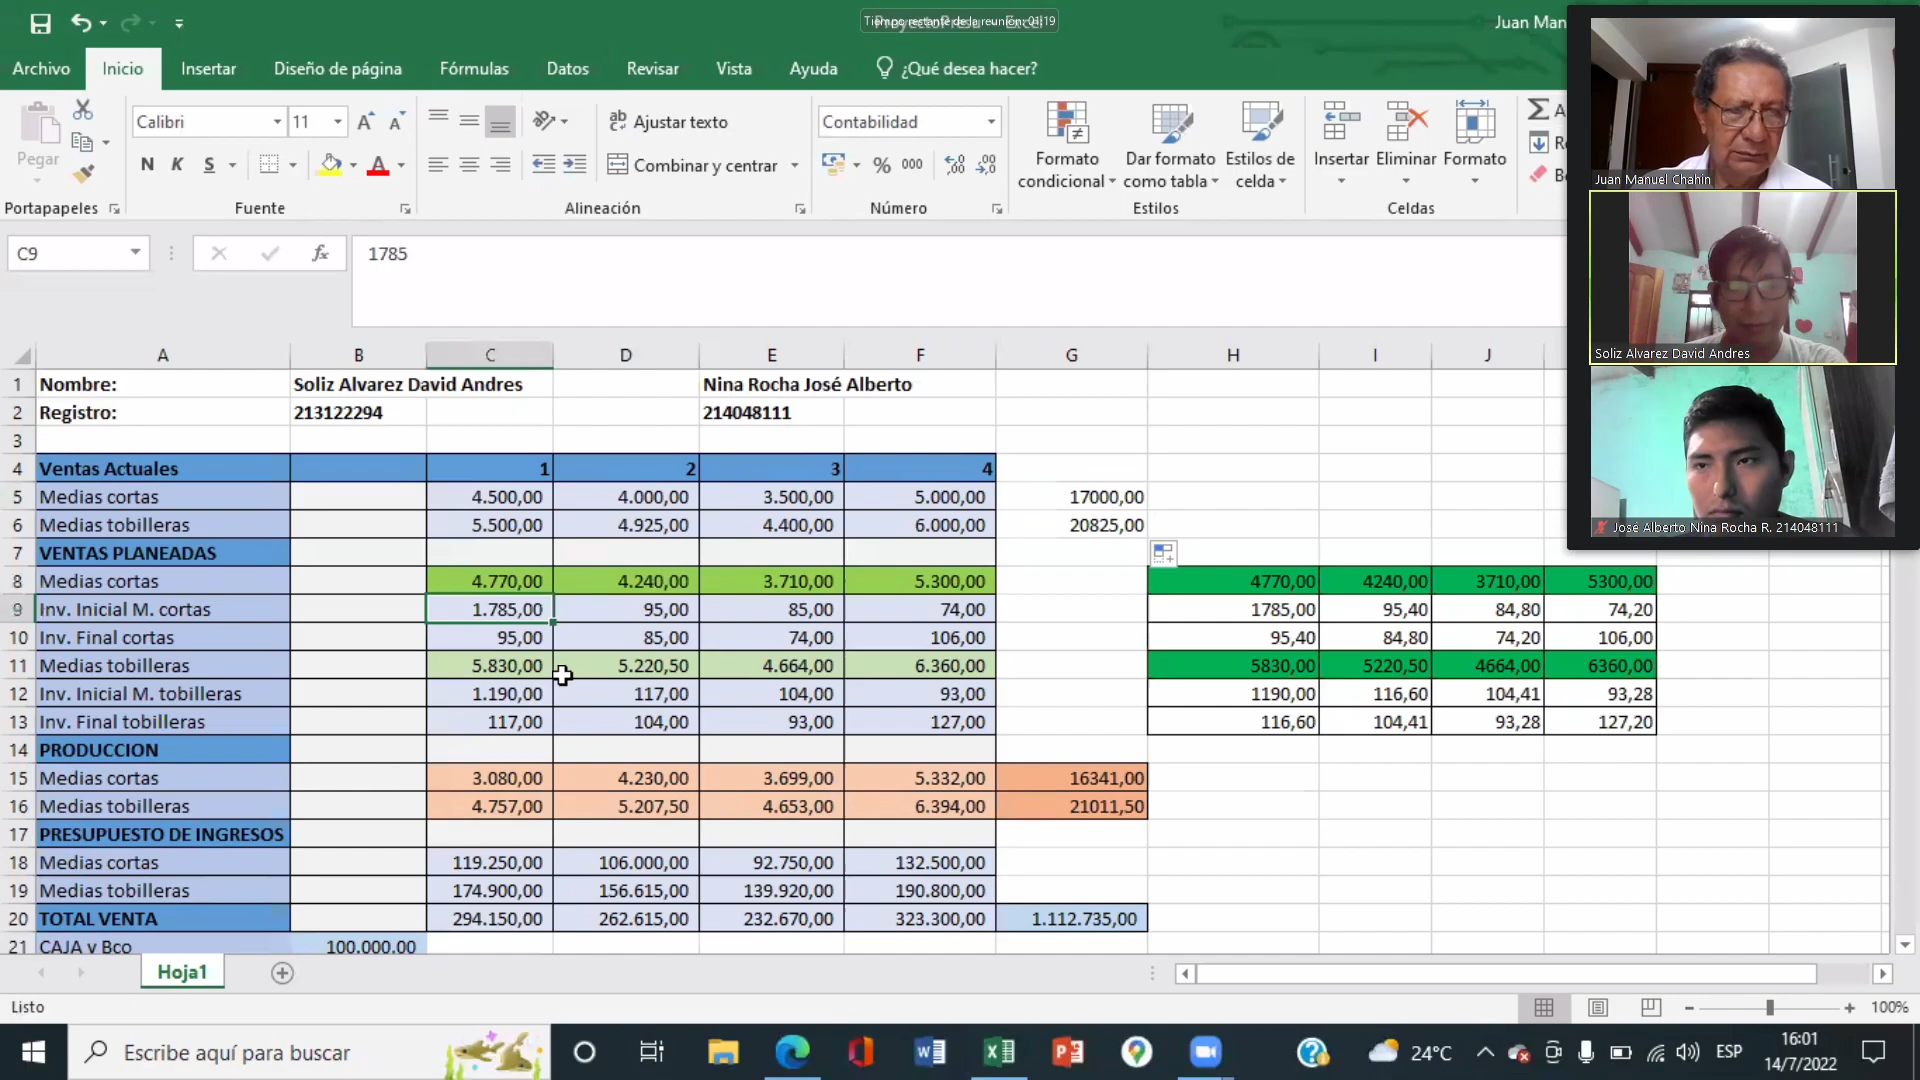 Tiempo restante de la reunión: 01:19
Juan Man
Archivo Inicio Insertar Diseño de página Fórmulas Datos Revisar Vista Ayuda ¿Qué desea hacer?
Pegar
Calibri 11
N K S
Ajustar texto
Combinar y centrar
Contabilidad
% 000
Formato condicional
Dar formato como tabla
Estilos de celda
Insertar Eliminar Formato
Portapapeles Fuente Alineación Número Estilos Celdas
C9 fx 1785
A B C D E F G H I J
1 Nombre: Soliz Alvarez David Andres Nina Rocha José Alberto
2 Registro: 213122294 214048111
3
4 Ventas Actuales 1 2 3 4
5 Medias cortas 4.500,00 4.000,00 3.500,00 5.000,00 17000,00
6 Medias tobilleras 5.500,00 4.925,00 4.400,00 6.000,00 20825,00
7 VENTAS PLANEADAS
8 Medias cortas 4.770,00 4.240,00 3.710,00 5.300,00 4770,00 4240,00 3710,00 5300,00
9 Inv. Inicial M. cortas 1.785,00 95,00 85,00 74,00 1785,00 95,40 84,80 74,20
10 Inv. Final cortas 95,00 85,00 74,00 106,00 95,40 84,80 74,20 106,00
11 Medias tobilleras 5.830,00 5.220,50 4.664,00 6.360,00 5830,00 5220,50 4664,00 6360,00
12 Inv. Inicial M. tobilleras 1.190,00 117,00 104,00 93,00 1190,00 116,60 104,41 93,28
13 Inv. Final tobilleras 117,00 104,00 93,00 127,00 116,60 104,41 93,28 127,20
14 PRODUCCION
15 Medias cortas 3.080,00 4.230,00 3.699,00 5.332,00 16341,00
16 Medias tobilleras 4.757,00 5.207,50 4.653,00 6.394,00 21011,50
17 PRESUPUESTO DE INGRESOS
18 Medias cortas 119.250,00 106.000,00 92.750,00 132.500,00
19 Medias tobilleras 174.900,00 156.615,00 139.920,00 190.800,00
20 TOTAL VENTA 294.150,00 262.615,00 232.670,00 323.300,00 1.112.735,00
21 CAJA y Bco 100.000,00
Hoja1
Listo
100%
Escribe aquí para buscar
24°C ESP
16:01
14/7/2022
Juan Manuel Chahin
Soliz Alvarez David Andres
José Alberto Nina Rocha R. 214048111